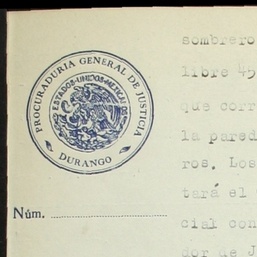 PROCURADURIA GENERAL DE JUSTICIA
ESTADOS UNIDOS MEXICANOS
DURANGO
Núm.
sombrero
libre 45
que corr
la pared
ros. Los
tará el
cial con
dor de J